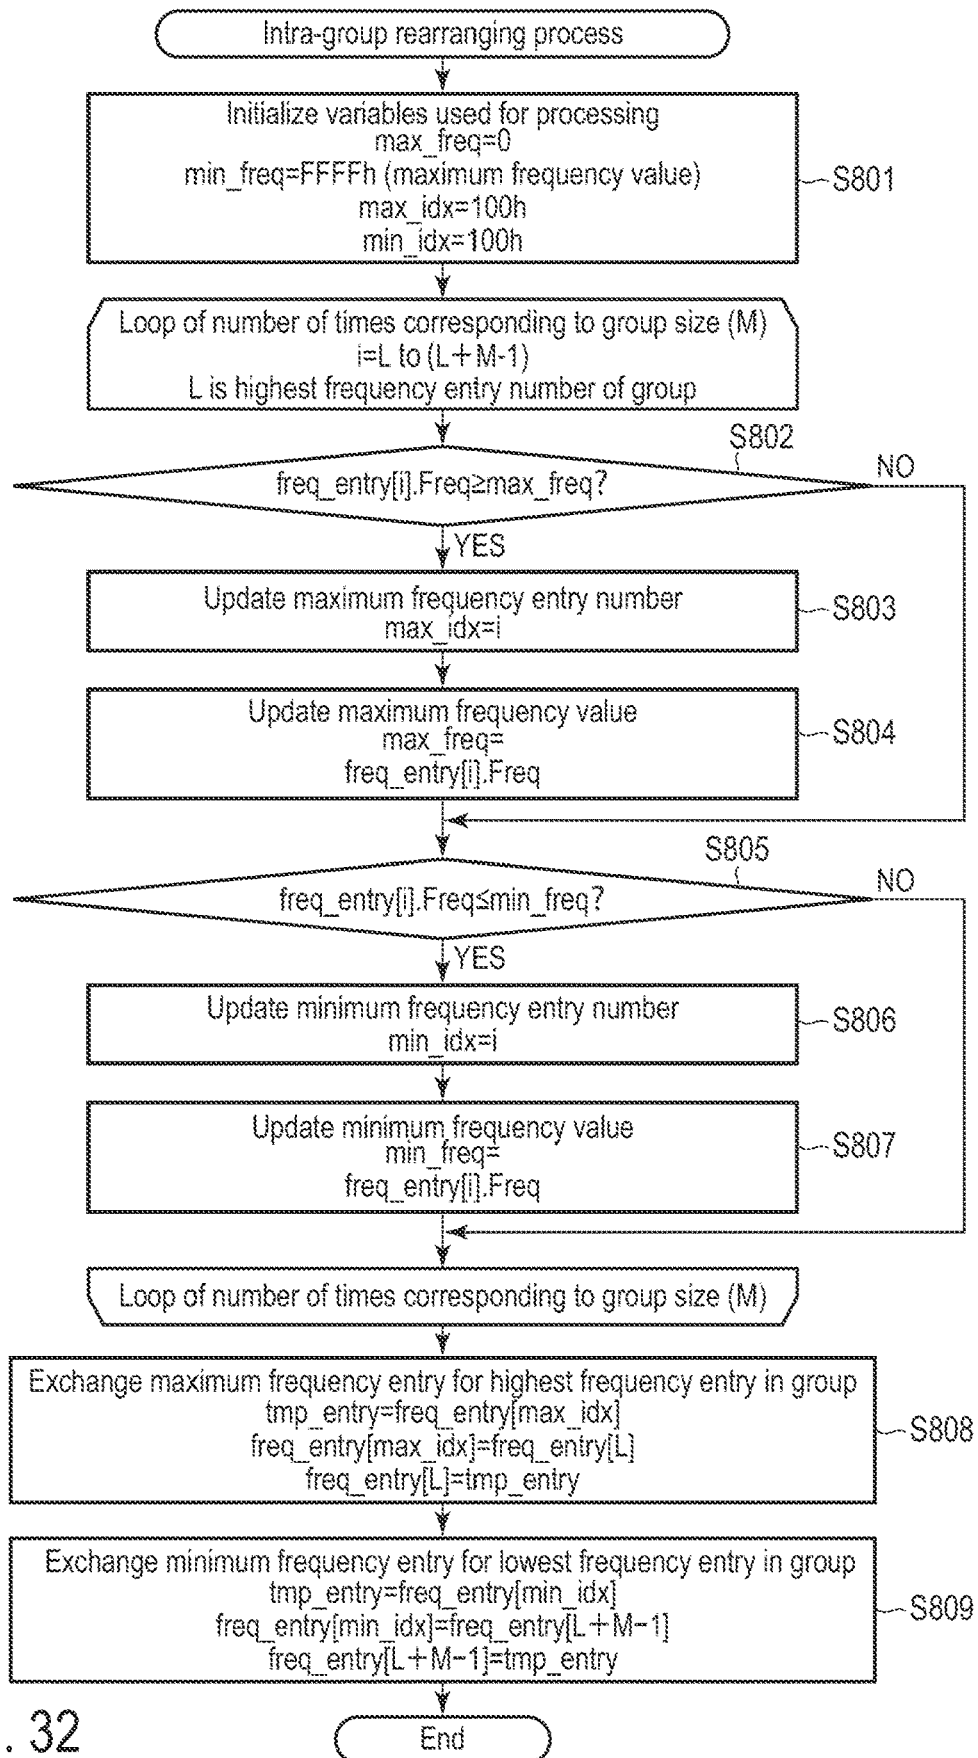 Intra-group rearranging process
Initialize variables used for processing
max_freq=0
min_freq=FFFFh (maximum frequency value)
max_idx=100h
min_idx=100h
S801
Loop of number of times corresponding to group size (M)
i=L to (L+M-1)
L is highest frequency entry number of group
S802
freq_entry[i].Freq≥max_freq?
NO
YES
Update maximum frequency entry number
max_idx=i
S803
Update maximum frequency value
max_freq=
freq_entry[i].Freq
S804
S805
freq_entry[i].Freq≤min_freq?
NO
YES
Update minimum frequency entry number
min_idx=i
S806
Update minimum frequency value
min_freq=
freq_entry[i].Freq
S807
Loop of number of times corresponding to group size (M)
Exchange maximum frequency entry for highest frequency entry in group
tmp_entry=freq_entry[max_idx]
freq_entry[max_idx]=freq_entry[L]
freq_entry[L]=tmp_entry
S808
Exchange minimum frequency entry for lowest frequency entry in group
tmp_entry=freq_entry[min_idx]
freq_entry[min_idx]=freq_entry[L+M-1]
freq_entry[L+M-1]=tmp_entry
S809
. 32
End